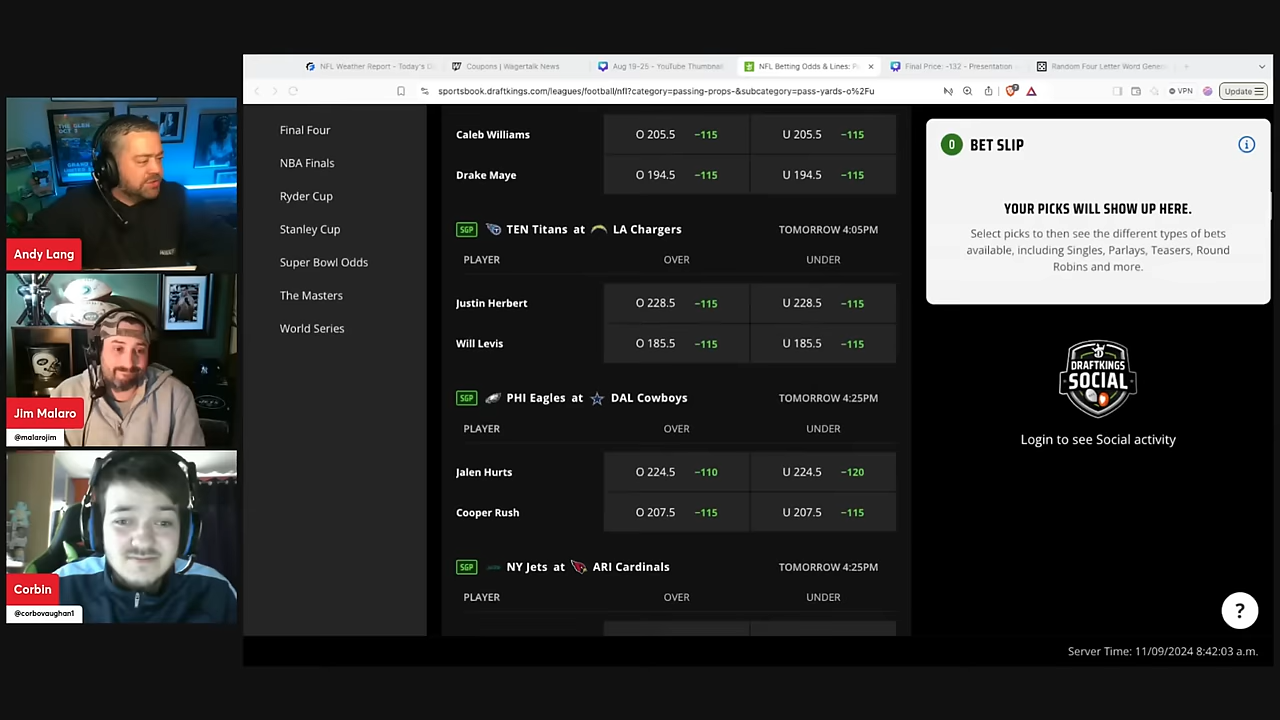 NFL Weather Report - Today's D
Coupons | Wagertalk News
Aug 19-25 - YouTube Thumbnail
NFL Betting Odds & Lines: P
Final Price: -132 - Presentation
Random Four Letter Word Gene
sportsbook.draftkings.com/leagues/football/nfl?category=passing-props-&subcategory=pass-yards-o%2Fu
VPN
Update
Final Four
NBA Finals
Ryder Cup
Stanley Cup
Super Bowl Odds
The Masters
World Series
Caleb Williams O 205.5 −115 U 205.5 −115
Drake Maye O 194.5 −115 U 194.5 −115
SGP TEN Titans at LA Chargers TOMORROW 4:05PM
PLAYER OVER UNDER
Justin Herbert O 228.5 −115 U 228.5 −115
Will Levis O 185.5 −115 U 185.5 −115
SGP PHI Eagles at DAL Cowboys TOMORROW 4:25PM
PLAYER OVER UNDER
Jalen Hurts O 224.5 −110 U 224.5 −120
Cooper Rush O 207.5 −115 U 207.5 −115
SGP NY Jets at ARI Cardinals TOMORROW 4:25PM
PLAYER OVER UNDER
0 BET SLIP
YOUR PICKS WILL SHOW UP HERE.
Select picks to then see the different types of bets
available, including Singles, Parlays, Teasers, Round
Robins and more.
DRAFTKINGS
SOCIAL
Login to see Social activity
?
Server Time: 11/09/2024 8:42:03 a.m.
Andy Lang
Jim Malaro
@malarojim
Corbin
@corbovaughan1